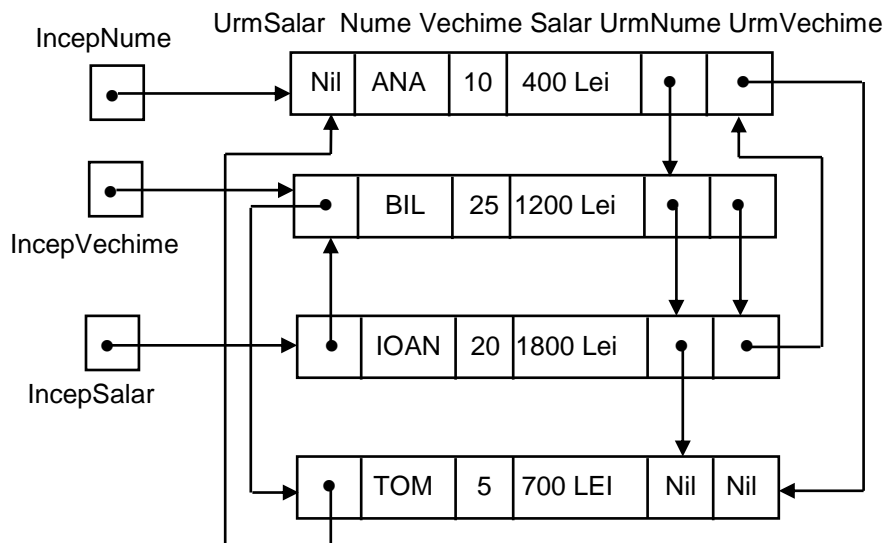 UrmSalar Nume Vechime Salar UrmNume UrmVechime
IncepNume
Nil ANA 10 400 Lei
BIL 25 1200 Lei
IncepVechime
IOAN 20 1800 Lei
IncepSalar
TOM 5 700 LEI Nil Nil